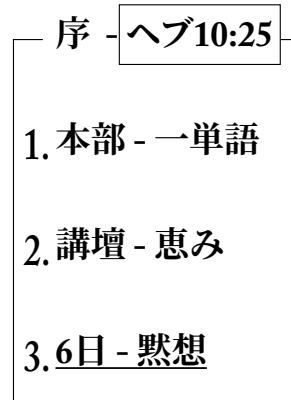 序 - ヘブ10:25
1. 本部 - 一単語
2. 講壇 - 恵み
3. 6日 - 黙想